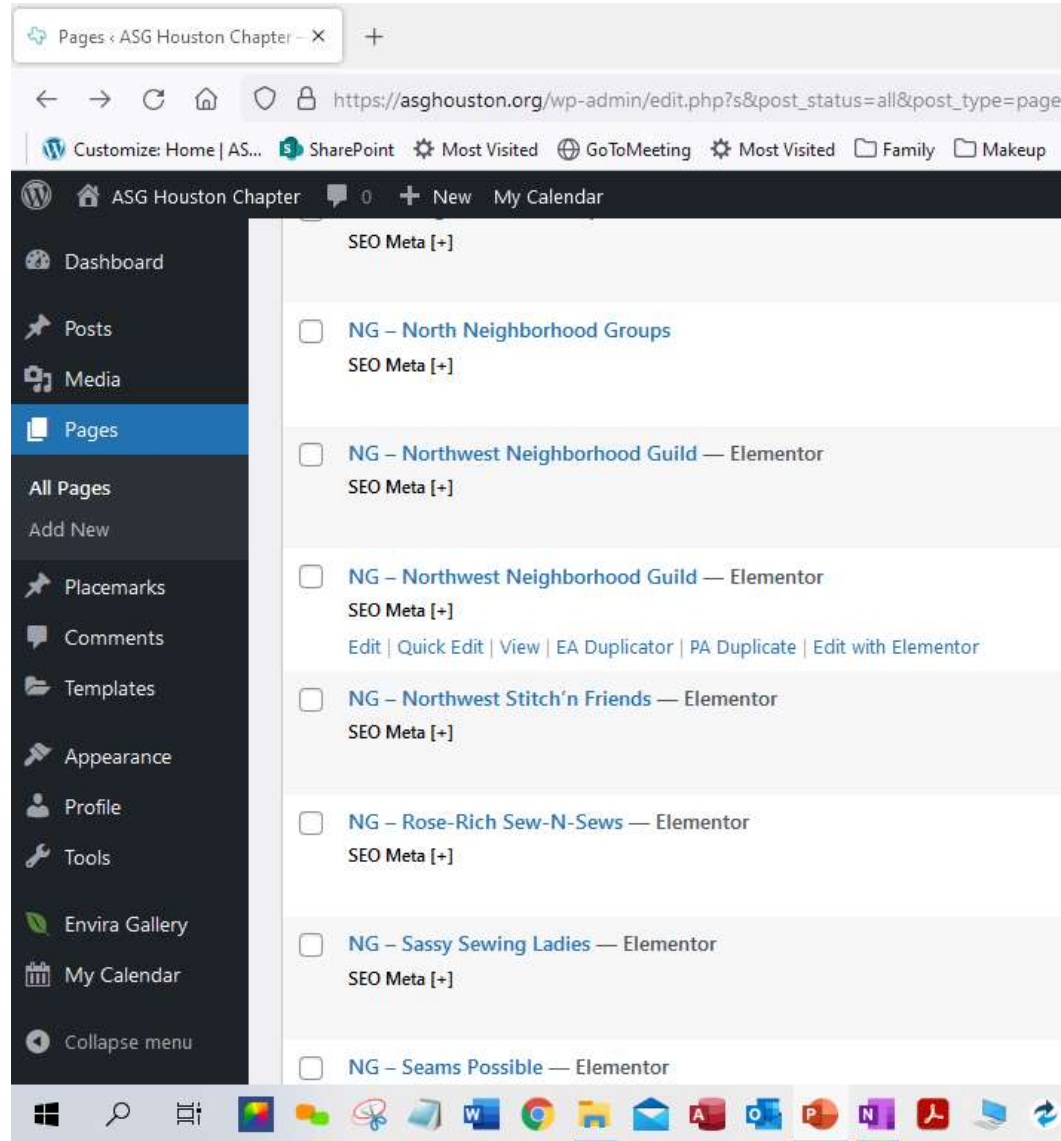 Pages ‹ ASG Houston Chapter –
https://asghouston.org/wp-admin/edit.php?s&post_status=all&post_type=page
Customize: Home | AS... SharePoint Most Visited GoToMeeting Most Visited Family Makeup
ASG Houston Chapter 0 + New My Calendar
SEO Meta [+]
Dashboard
Posts
NG – North Neighborhood Groups
SEO Meta [+]
Media
Pages
NG – Northwest Neighborhood Guild — Elementor
SEO Meta [+]
All Pages
Add New
Placemarks
NG – Northwest Neighborhood Guild — Elementor
SEO Meta [+]
Comments
Edit | Quick Edit | View | EA Duplicator | PA Duplicate | Edit with Elementor
Templates
NG – Northwest Stitch'n Friends — Elementor
SEO Meta [+]
Appearance
Profile
NG – Rose-Rich Sew-N-Sews — Elementor
SEO Meta [+]
Tools
Envira Gallery
NG – Sassy Sewing Ladies — Elementor
SEO Meta [+]
My Calendar
Collapse menu
NG – Seams Possible — Elementor